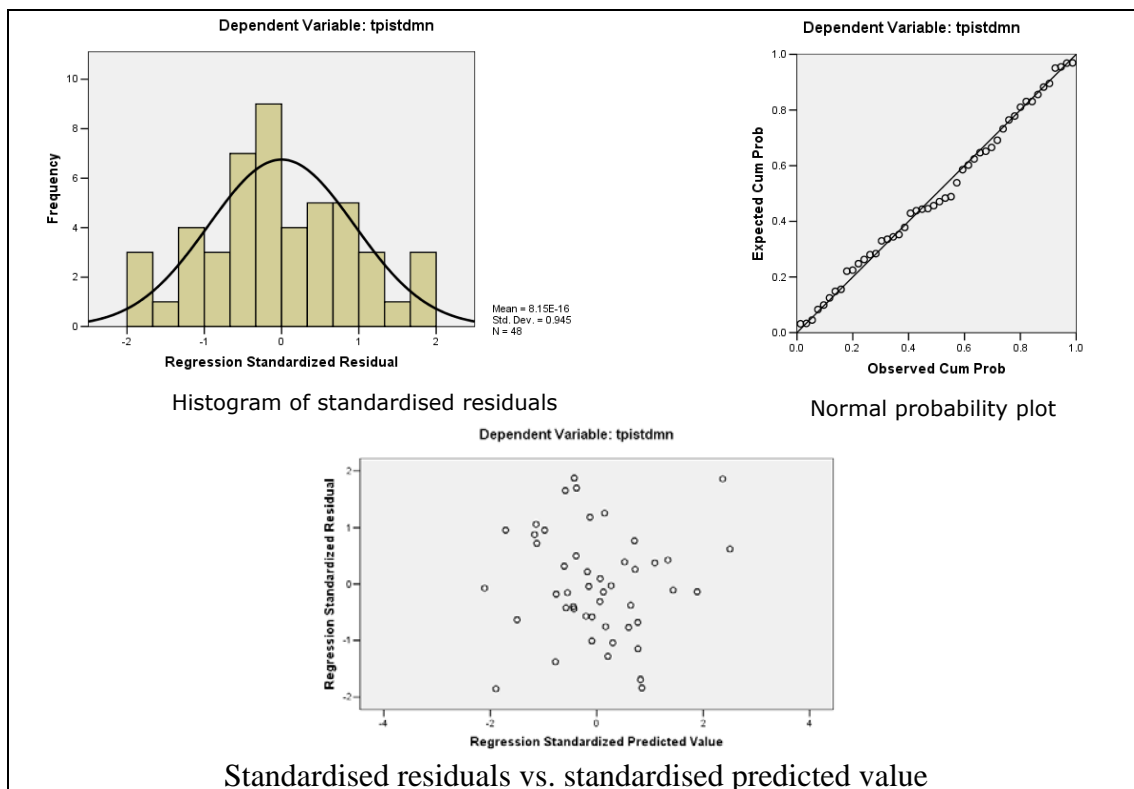 Dependent Variable: tpistdmn
10
8
6
4
2
0
Frequency
-2
-1
0
1
2
Regression Standardized Residual
Mean = 8.15E-16
Std. Dev. = 0.945
N = 48
Histogram of standardised residuals
Dependent Variable: tpistdmn
1.0
0.8
0.6
0.4
0.2
0.0
Expected Cum Prob
0.0
0.2
0.4
0.6
0.8
1.0
Observed Cum Prob
Normal probability plot
Dependent Variable: tpistdmn
2
1
0
-1
-2
Regression Standardized Residual
-4
-2
0
2
4
Regression Standardized Predicted Value
Standardised residuals vs. standardised predicted value